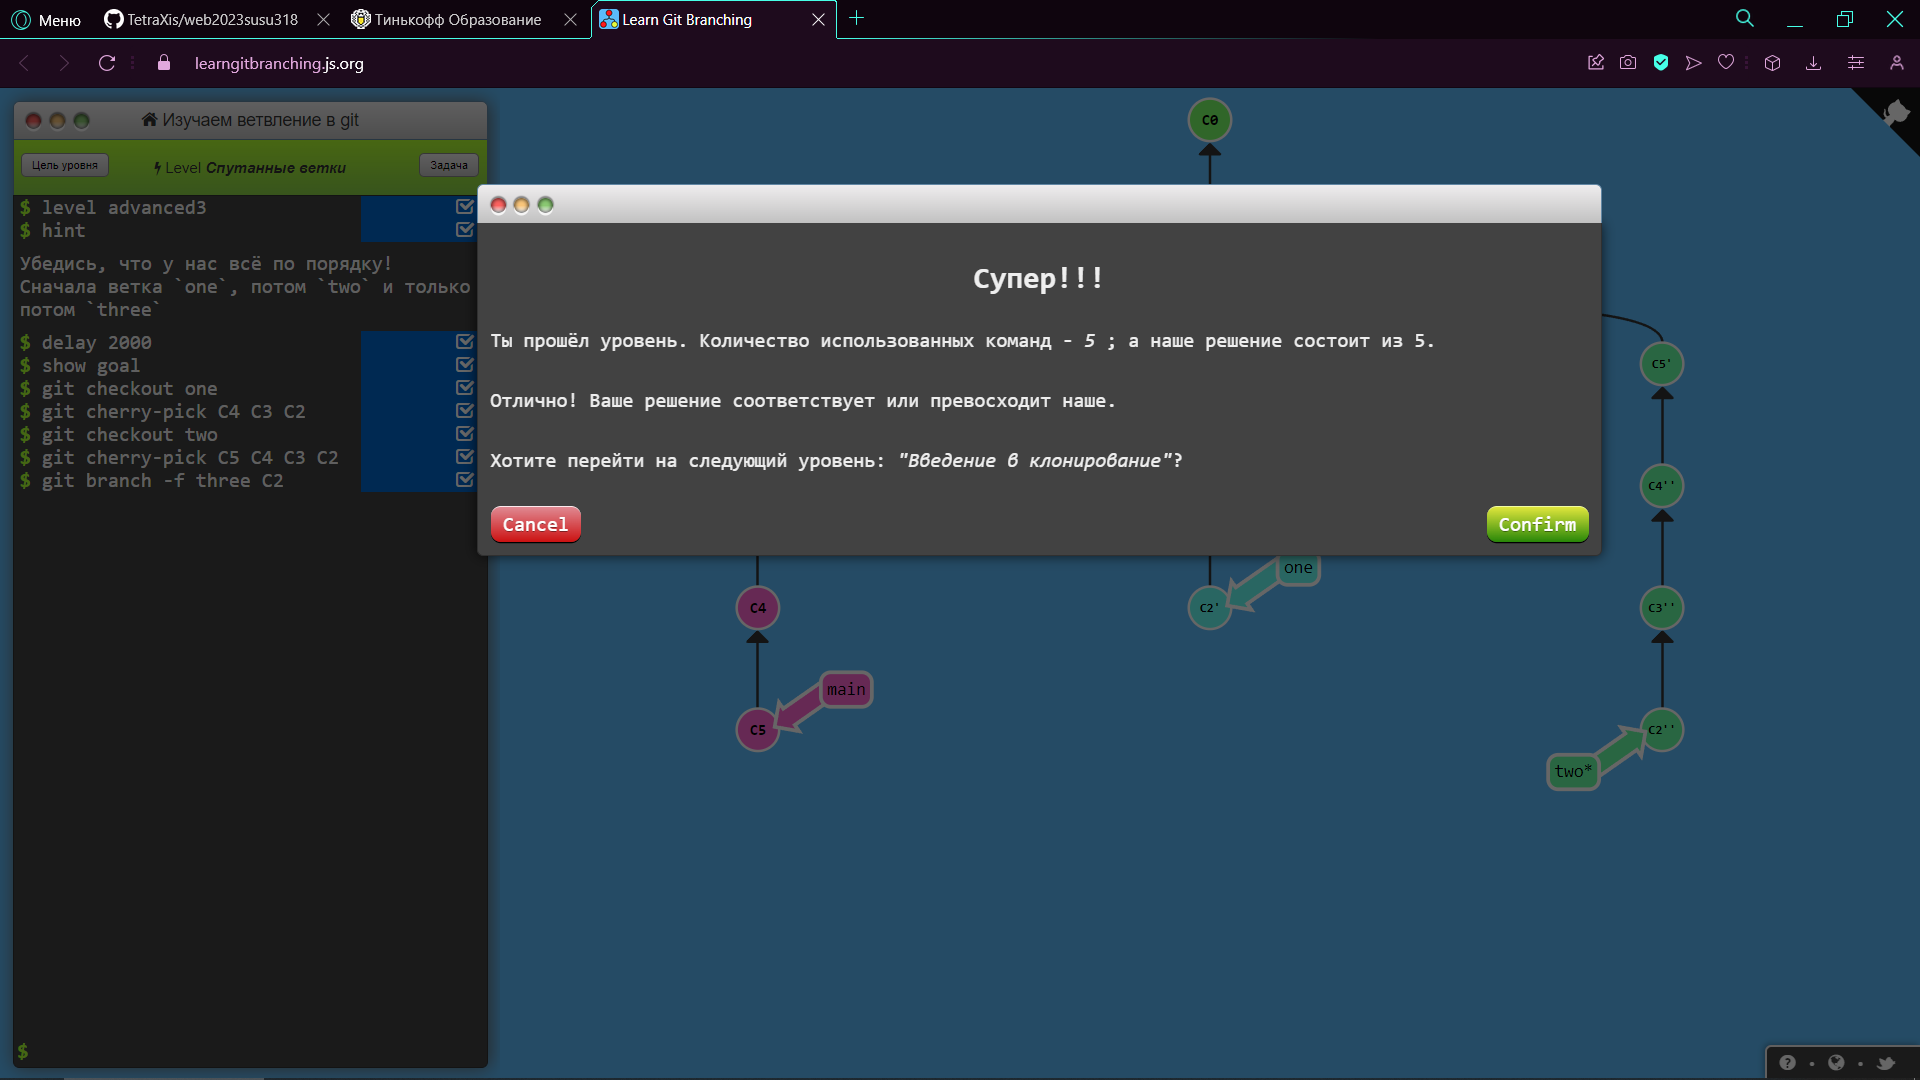 Меню
TetraXis/web2023susu318
Тинькофф Образование
Learn Git Branching
learngitbranching.js.org
Изучаем ветвление в git
Цель уровня
Level Спутанные ветки
Задача
$ level advanced3
$ hint
Убедись, что у нас всё по порядку!
Сначала ветка `one`, потом `two` и только
потом `three`
$ delay 2000
$ show goal
$ git checkout one
$ git cherry-pick C4 C3 C2
$ git checkout two
$ git cherry-pick C5 C4 C3 C2
$ git branch -f three C2
$
C0
Супер!!!
Ты прошёл уровень. Количество использованных команд - 5 ; а наше решение состоит из 5.
Отлично! Ваше решение соответствует или превосходит наше.
Хотите перейти на следующий уровень: "Введение в клонирование"?
Cancel
Confirm
C5'
C4''
one
C4
C2'
C3''
main
C5
C2''
two*